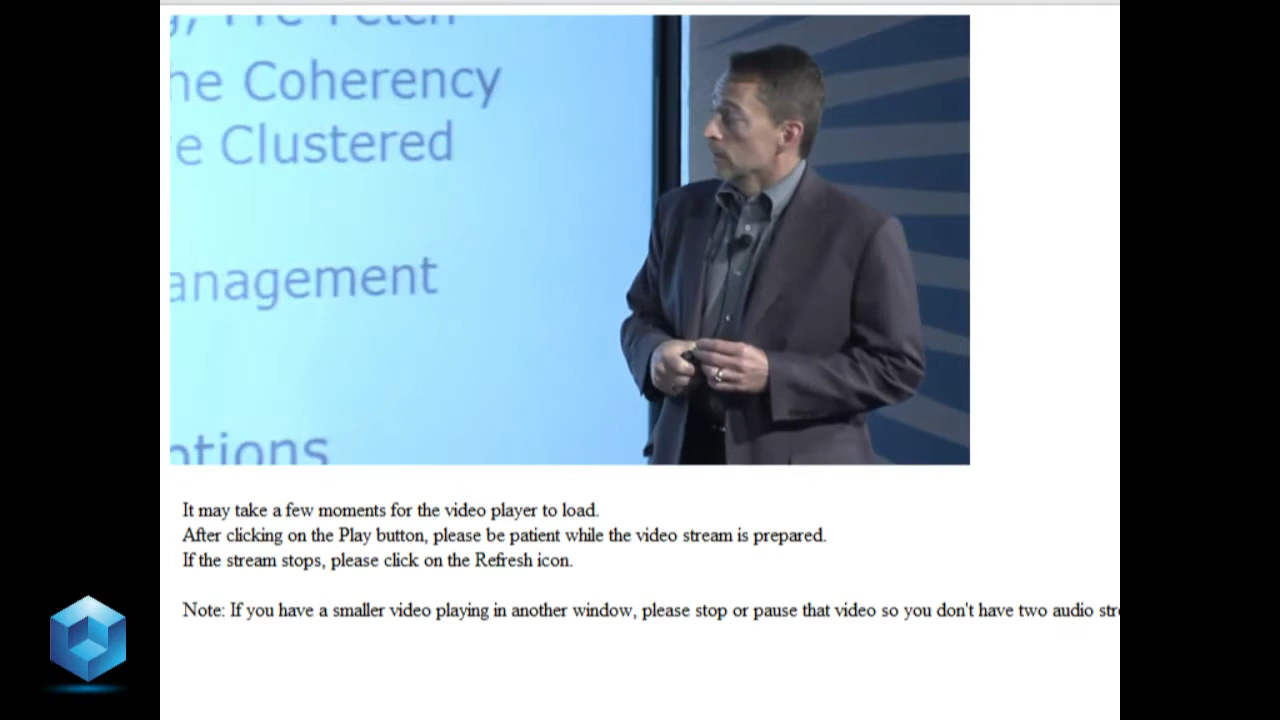 he Coherency
e Clustered
anagement
ptions
It may take a few moments for the video player to load.
After clicking on the Play button, please be patient while the video stream is prepared.
If the stream stops, please click on the Refresh icon.
Note: If you have a smaller video playing in another window, please stop or pause that video so you don't have two audio stre